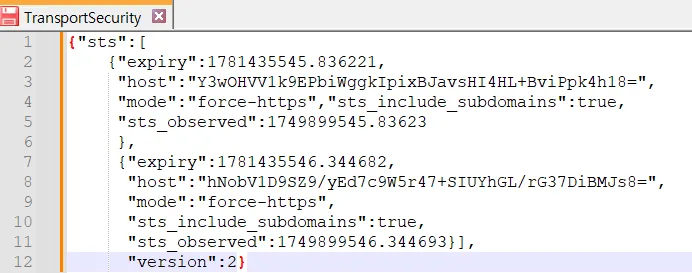 TransportSecurity
1 {"sts":[
2 {"expiry":1781435545.836221,
3 "host":"Y3wOHVV1k9EPbiWggkIpixBJavsHI4HL+BviPpk4h18=",
4 "mode":"force-https","sts_include_subdomains":true,
5 "sts_observed":1749899545.83623
6 },
7 {"expiry":1781435546.344682,
8 "host":"hNobV1D9SZ9/yEd7c9W5r47+SIUYhGL/rG37DiBMJs8=",
9 "mode":"force-https",
10 "sts_include_subdomains":true,
11 "sts_observed":1749899546.344693}],
12 "version":2}